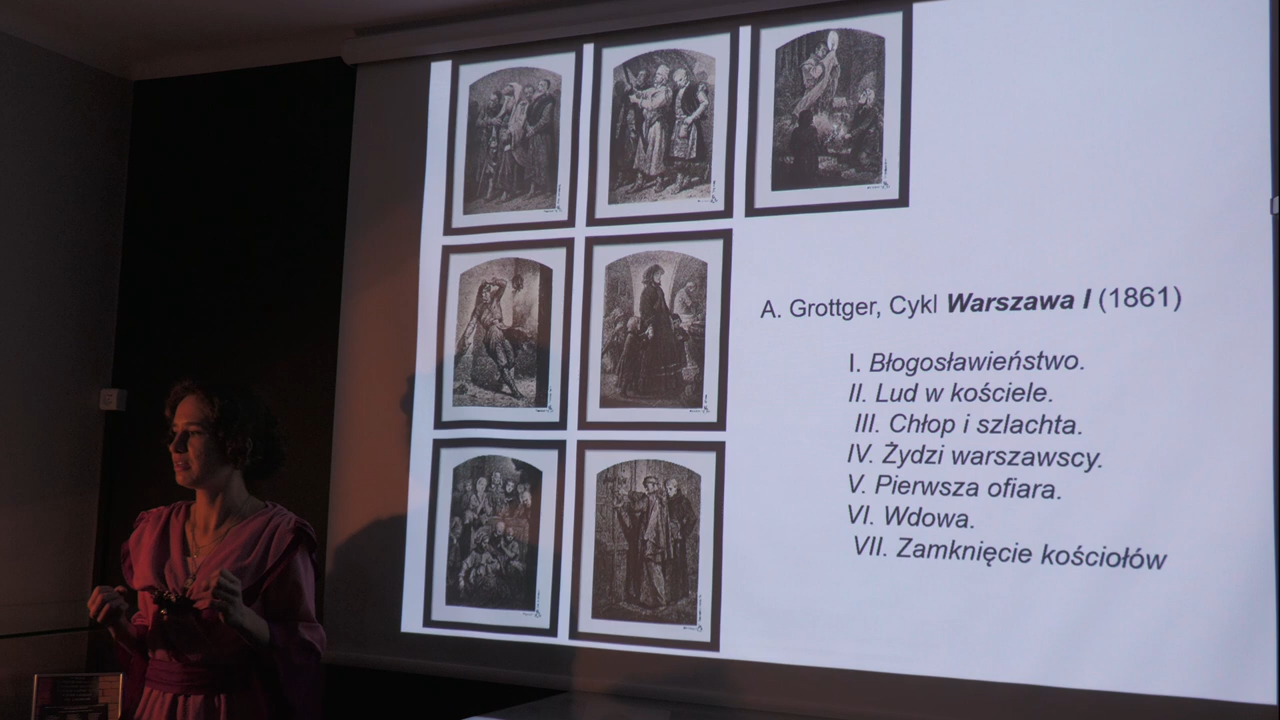 A. Grottger, Cykl Warszawa I (1861)
I. Błogosławieństwo.
II. Lud w kościele.
III. Chłop i szlachta.
IV. Żydzi warszawscy.
V. Pierwsza ofiara.
VI. Wdowa.
VII. Zamknięcie kościołów